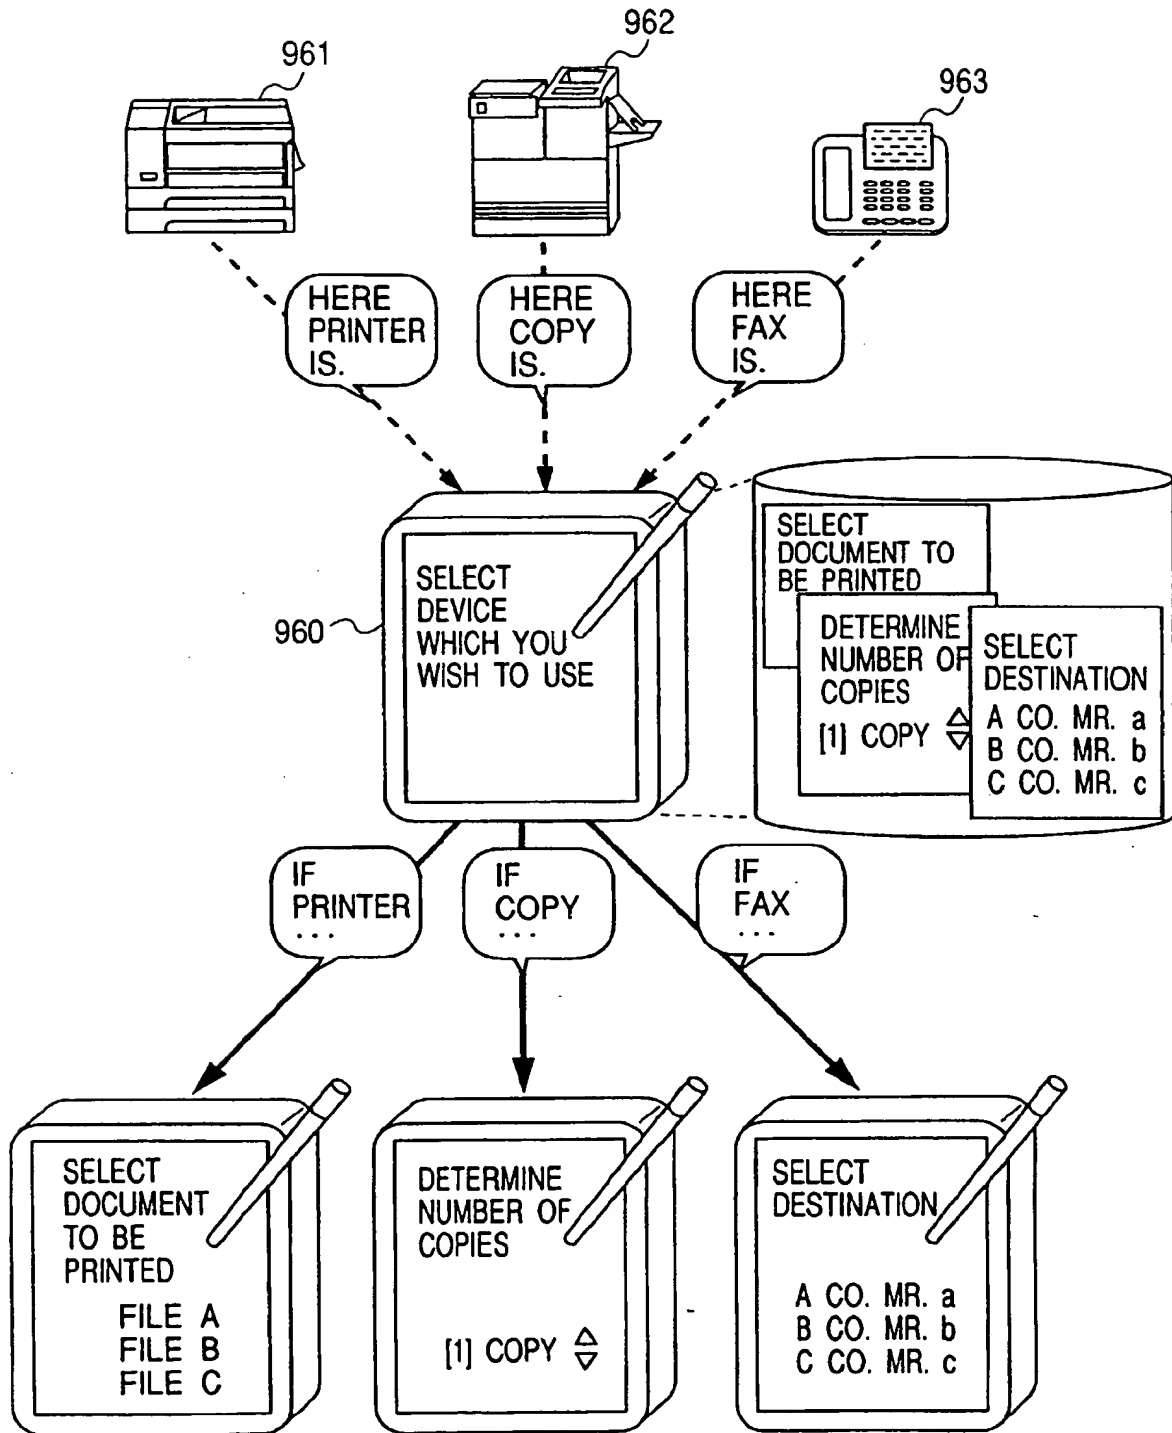 961
962
963
HERE
PRINTER
IS.
HERE
COPY
IS.
HERE
FAX
IS.
960
SELECT
DEVICE
WHICH YOU
WISH TO USE
SELECT
DOCUMENT TO
BE PRINTED
DETERMINE
NUMBER OF
COPIES
[1] COPY
SELECT
DESTINATION
A CO. MR. a
B CO. MR. b
C CO. MR. c
IF
PRINTER
...
IF
COPY
...
IF
FAX
...
SELECT
DOCUMENT
TO BE
PRINTED
FILE A
FILE B
FILE C
DETERMINE
NUMBER OF
COPIES
[1] COPY
SELECT
DESTINATION
A CO. MR. a
B CO. MR. b
C CO. MR. c